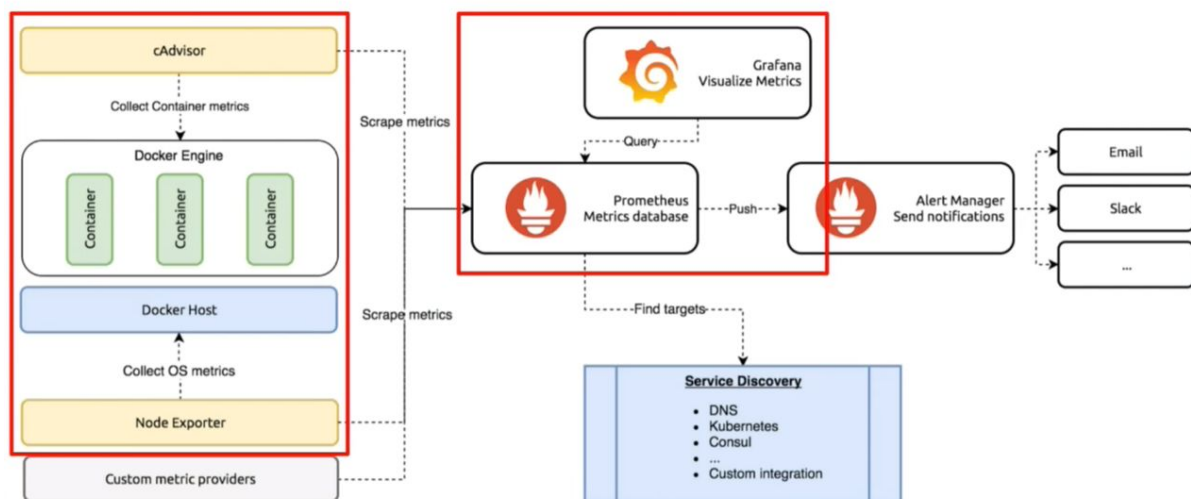 cAdvisor
Collect Container metrics
Docker Engine
Container
Container
Container
Docker Host
Collect OS metrics
Node Exporter
Custom metric providers
Scrape metrics
Scrape metrics
Grafana
Visualize Metrics
Query
Prometheus
Metrics database
Push
Alert Manager
Send notifications
Email
Slack
...
Find targets
Service Discovery
• DNS
• Kubernetes
• Consul
• ...
• Custom integration